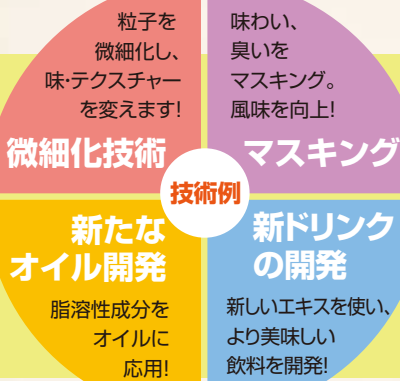 粒子を
微細化し、
味・テクスチャー
を変えます!
微細化技術
味わい、
臭いを
マスキング。
風味を向上!
マスキング
技術例
新たな
オイル開発
脂溶性成分を
オイルに
応用!
新ドリンク
の開発
新しいエキスを使い、
より美味しい
飲料を開発!